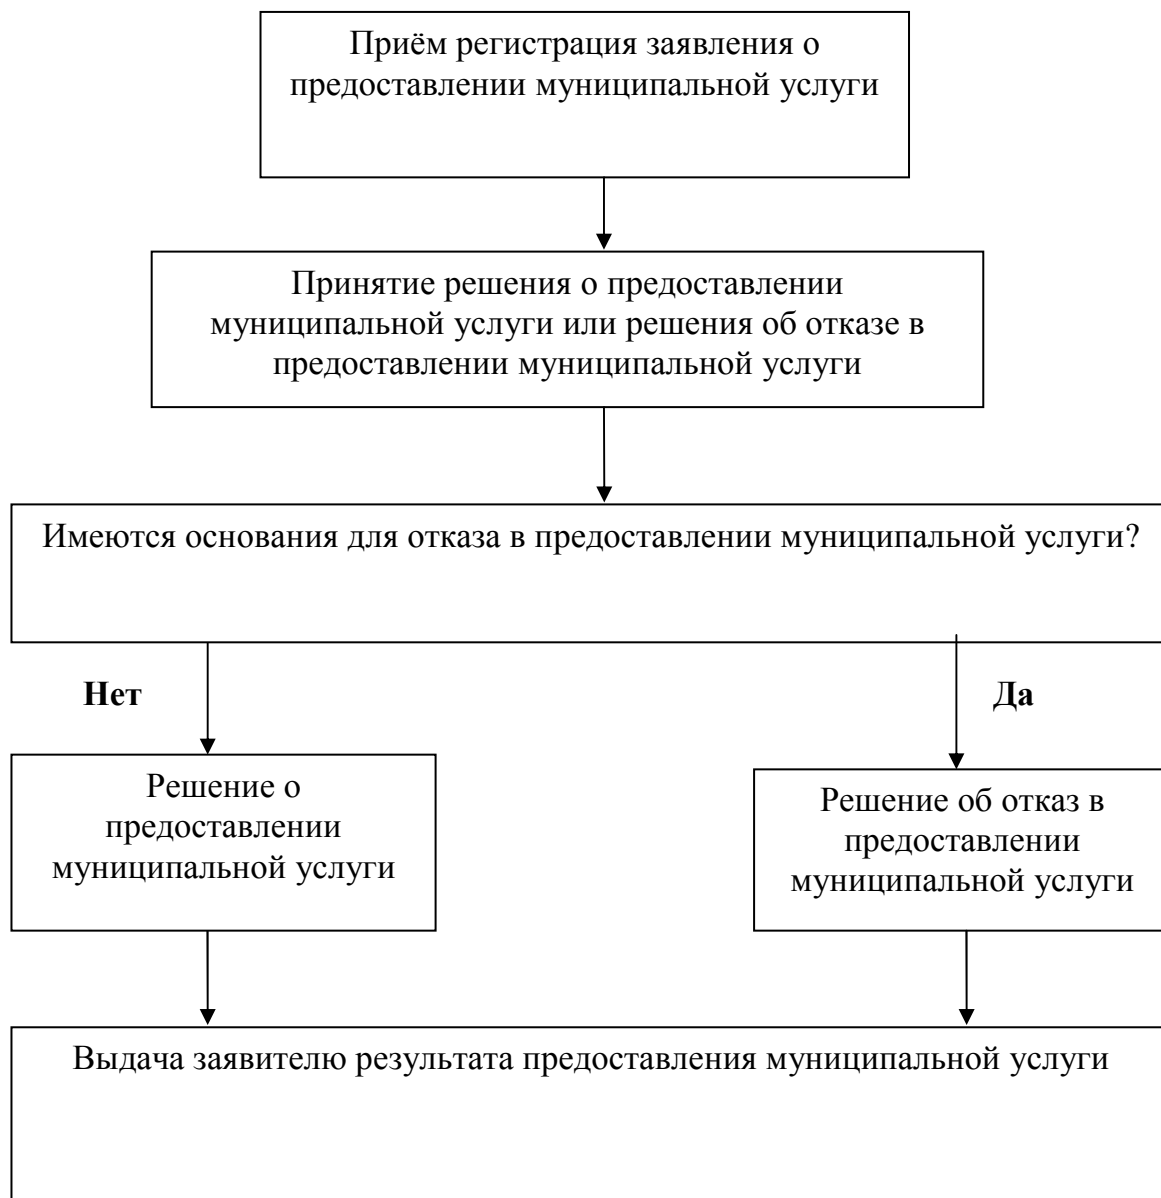 Приём регистрация заявления о
предоставлении муниципальной услуги
Принятие решения о предоставлении
муниципальной услуги или решения об отказе в
предоставлении муниципальной услуги
Имеются основания для отказа в предоставлении муниципальной услуги?
Нет
Да
Решение о
предоставлении
муниципальной услуги
Решение об отказ в
предоставлении
муниципальной услуги
Выдача заявителю результата предоставления муниципальной услуги